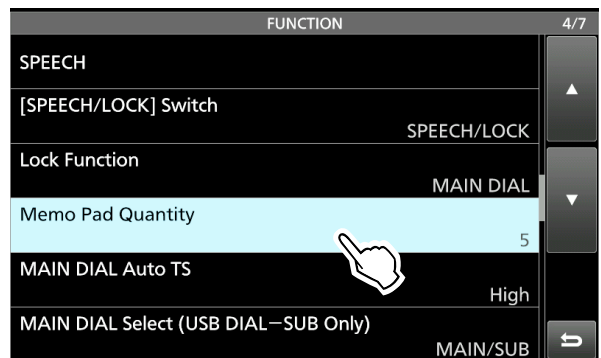 FUNCTION 4/7
SPEECH
[SPEECH/LOCK] Switch
SPEECH/LOCK
Lock Function
MAIN DIAL
Memo Pad Quantity
5
MAIN DIAL Auto TS
High
MAIN DIAL Select (USB DIAL–SUB Only)
MAIN/SUB